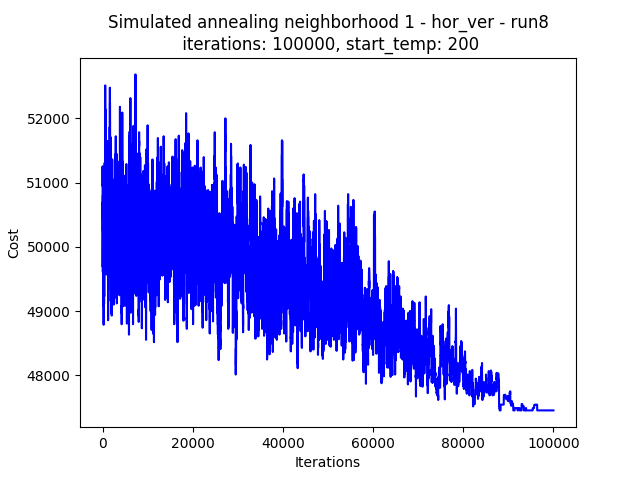 Simulated annealing neighborhood 1 - hor_ver - run8
iterations: 100000, start_temp: 200
Cost
52000
51000
50000
49000
48000
0 20000 40000 60000 80000 100000
Iterations